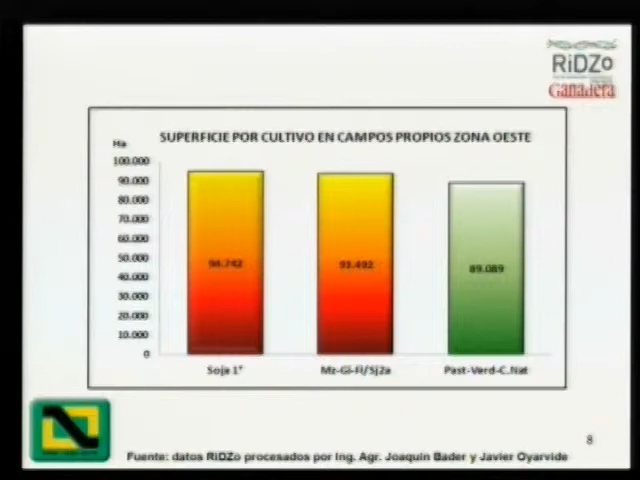 RiDZo
Ganadera
SUPERFICIE POR CULTIVO EN CAMPOS PROPIOS ZONA OESTE
Ha
100.000
90.000
80.000
70.000
60.000
50.000
40.000
30.000
20.000
10.000
0
94.742
93.492
89.089
Soja 1°
Mz-Gi-Fl/Sj2a
Past-Verd-C.Nat
8
Fuente: datos RiDZo procesados por Ing. Agr. Joaquin Bader y Javier Oyarvide